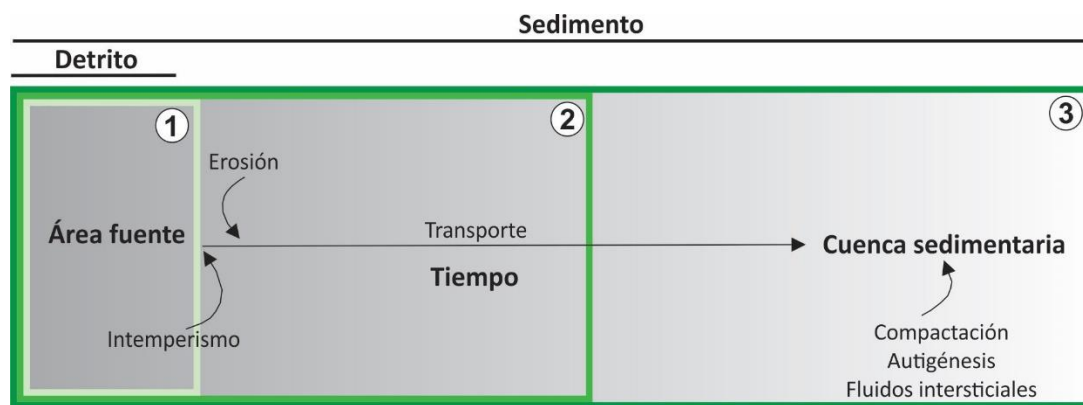 Sedimento
Detrito
1
2
3
Erosión
Área fuente
Transporte
Cuenca sedimentaria
Tiempo
Intemperismo
Compactación
Autigénesis
Fluidos intersticiales